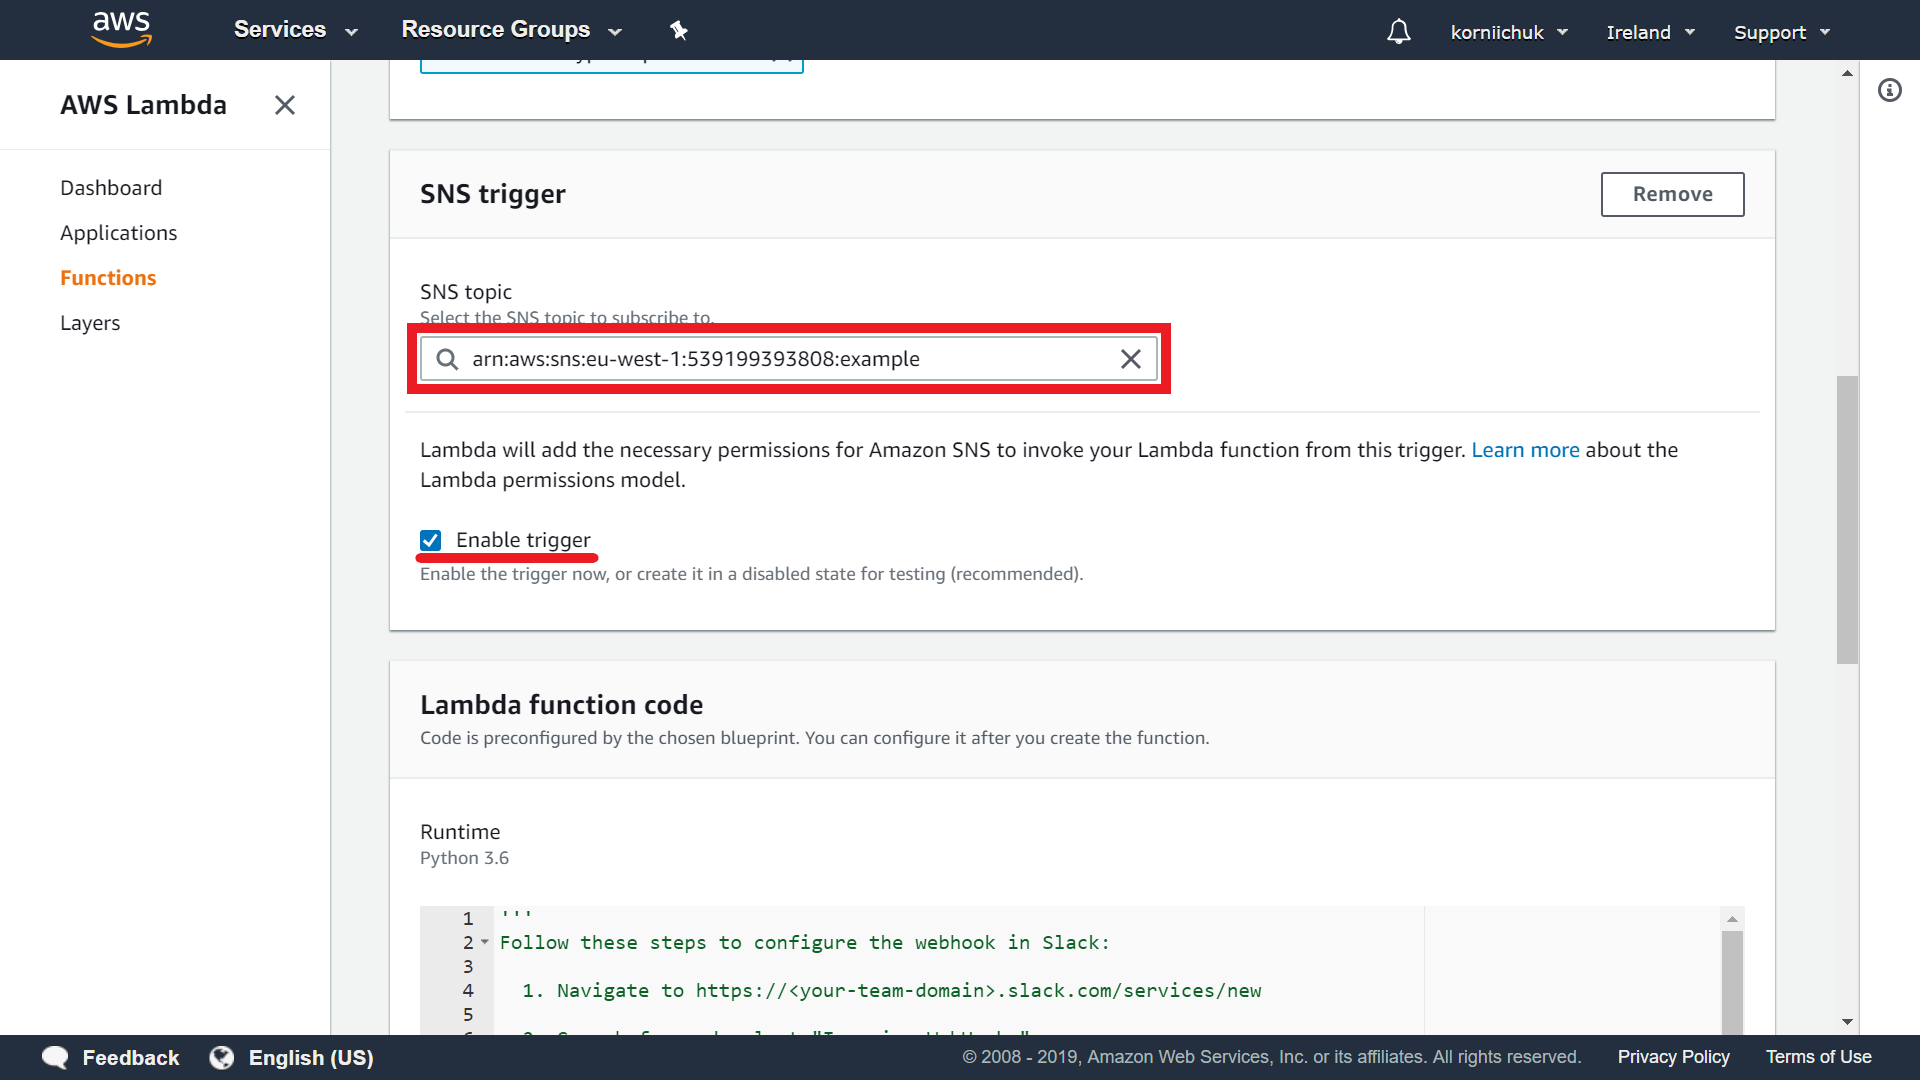 aws
Services
Resource Groups
korniichuk
Ireland
Support
AWS Lambda
Dashboard
Applications
Functions
Layers
SNS trigger
Remove
SNS topic
Select the SNS topic to subscribe to.
arn:aws:sns:eu-west-1:539199393808:example
Lambda will add the necessary permissions for Amazon SNS to invoke your Lambda function from this trigger. Learn more about the
Lambda permissions model.
Enable trigger
Enable the trigger now, or create it in a disabled state for testing (recommended).
Lambda function code
Code is preconfigured by the chosen blueprint. You can configure it after you create the function.
Runtime
Python 3.6
1 '''
2 Follow these steps to configure the webhook in Slack:
3
4 1. Navigate to https://<your-team-domain>.slack.com/services/new
5
Feedback
English (US)
© 2008 - 2019, Amazon Web Services, Inc. or its affiliates. All rights reserved.
Privacy Policy
Terms of Use